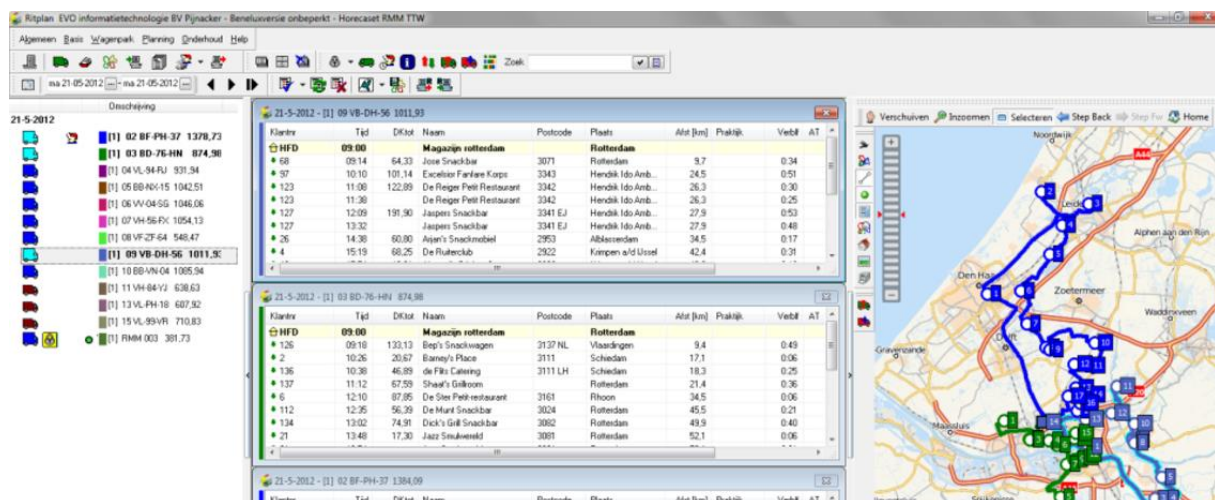 Ritplan EVO informatietechnologie BV Pijnacker - Beneluxversie onbeperkt - Horecaset RMM TTW
Algemeen Basis Wagenpark Planning Onderhoud Help
Zoek
ma 21-05-2012 - ma 21-05-2012
Omschrijving
21-5-2012
[1] 02 BF-PH-37 1378,73
[1] 03 BD-76-HN 874,98
[1] 04 VL-94-RJ 931,94
[1] 05 BB-NX-15 1042,51
[1] 06 VV-04-SG 1046,06
[1] 07 VH-56-FX 1054,13
[1] 08 VF-ZF-64 548,47
[1] 09 VB-DH-56 1011,93
[1] 10 BB-VN-04 1085,94
[1] 11 VH-84-YJ 638,63
[1] 13 VL-PH-18 607,92
[1] 15 VL-99-VR 710,83
[1] RMM 003 381,73
21-5-2012 - [1] 09 VB-DH-56 1011,93
Klantnr Tijd DKtot Naam Postcode Plaats Afst [km] Praktijk Verblf AT
HFD 09:00 Magazijn rotterdam Rotterdam
68 09:14 64,33 Jose Snackbar 3071 Rotterdam 9,7 0:34
97 10:10 101,14 Excelsior Fanfare Korps 3343 Hendrik Ido Amb... 24,5 0:51
123 11:08 122,89 De Reiger Petit Restaurant 3342 Hendrik Ido Amb... 26,3 0:30
123 11:38 De Reiger Petit Restaurant 3342 Hendrik Ido Amb... 26,3 0:25
127 12:09 191,90 Jaspers Snackbar 3341 EJ Hendrik Ido Amb... 27,9 0:53
127 13:32 Jaspers Snackbar 3341 EJ Hendrik Ido Amb... 27,9 0:48
26 14:38 60,80 Arjan's Snackmobiel 2953 Alblasserdam 34,5 0:17
4 15:19 68,25 De Ruiterclub 2922 Krimpen a/d IJssel 42,4 0:31
21-5-2012 - [1] 03 BD-76-HN 874,98
Klantnr Tijd DKtot Naam Postcode Plaats Afst [km] Praktijk Verblf AT
HFD 09:00 Magazijn rotterdam Rotterdam
126 09:18 133,13 Bep's Snackwagen 3137 NL Vlaardingen 9,4 0:49
2 10:26 20,67 Barney's Place 3111 Schiedam 17,1 0:06
136 10:38 46,89 de Flits Catering 3111 LH Schiedam 18,3 0:25
137 11:12 67,59 Shaat's Grillroom Rotterdam 21,4 0:36
6 12:10 87,85 De Ster Petit-restaurant 3161 Rhoon 34,5 0:06
112 12:35 56,39 De Munt Snackbar 3024 Rotterdam 45,5 0:21
134 13:02 74,91 Dick's Grill Snackbar 3082 Rotterdam 49,9 0:40
21 13:48 17,30 Jazz Smulwereld 3081 Rotterdam 52,1 0:06
21-5-2012 - [1] 02 BF-PH-37 1384,09
Klantnr Tijd DKtot Naam Postcode Plaats Afst [km] Praktijk Verblf AT
Verschuiven Inzoomen Selecteren Step Back Step Fw Home
Noordwijk
A44
Leide
Alphen aan den Rijn
Den Haa
Zoetermeer
Waddinxveen
Delft
Gravenzande
Maassluis